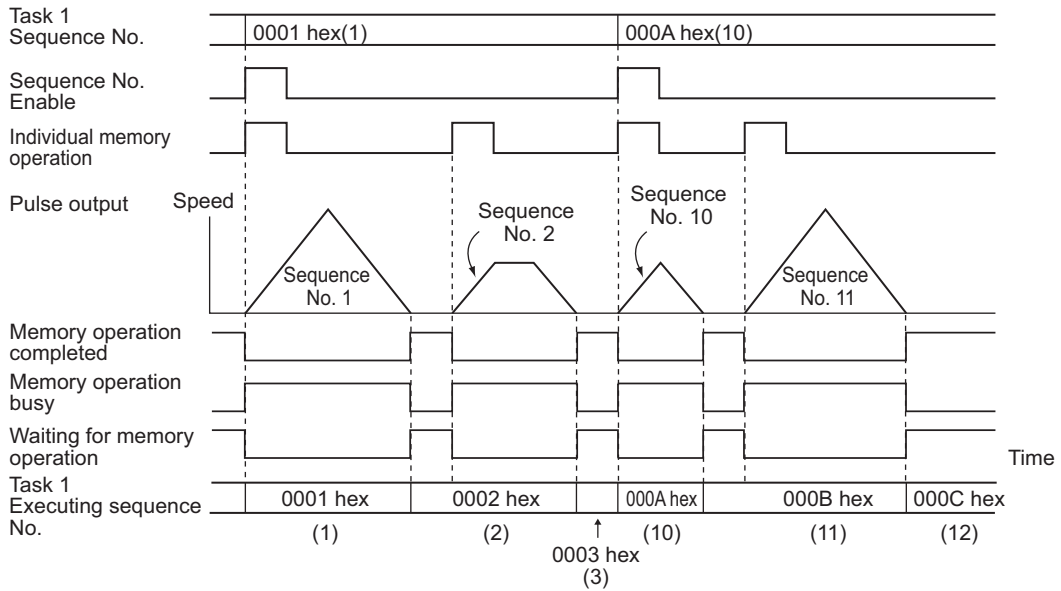 Task 1
Sequence No.
0001 hex(1)
000A hex(10)
Sequence No.
Enable
Individual memory
operation
Pulse output
Speed
Sequence
No. 1
Sequence
No. 2
Sequence
No. 10
Sequence
No. 11
Memory operation
completed
Memory operation
busy
Waiting for memory
operation
Time
Task 1
Executing sequence
No.
0001 hex
0002 hex
000A hex
000B hex
000C hex
(1)
(2)
(10)
(11)
(12)
0003 hex
(3)